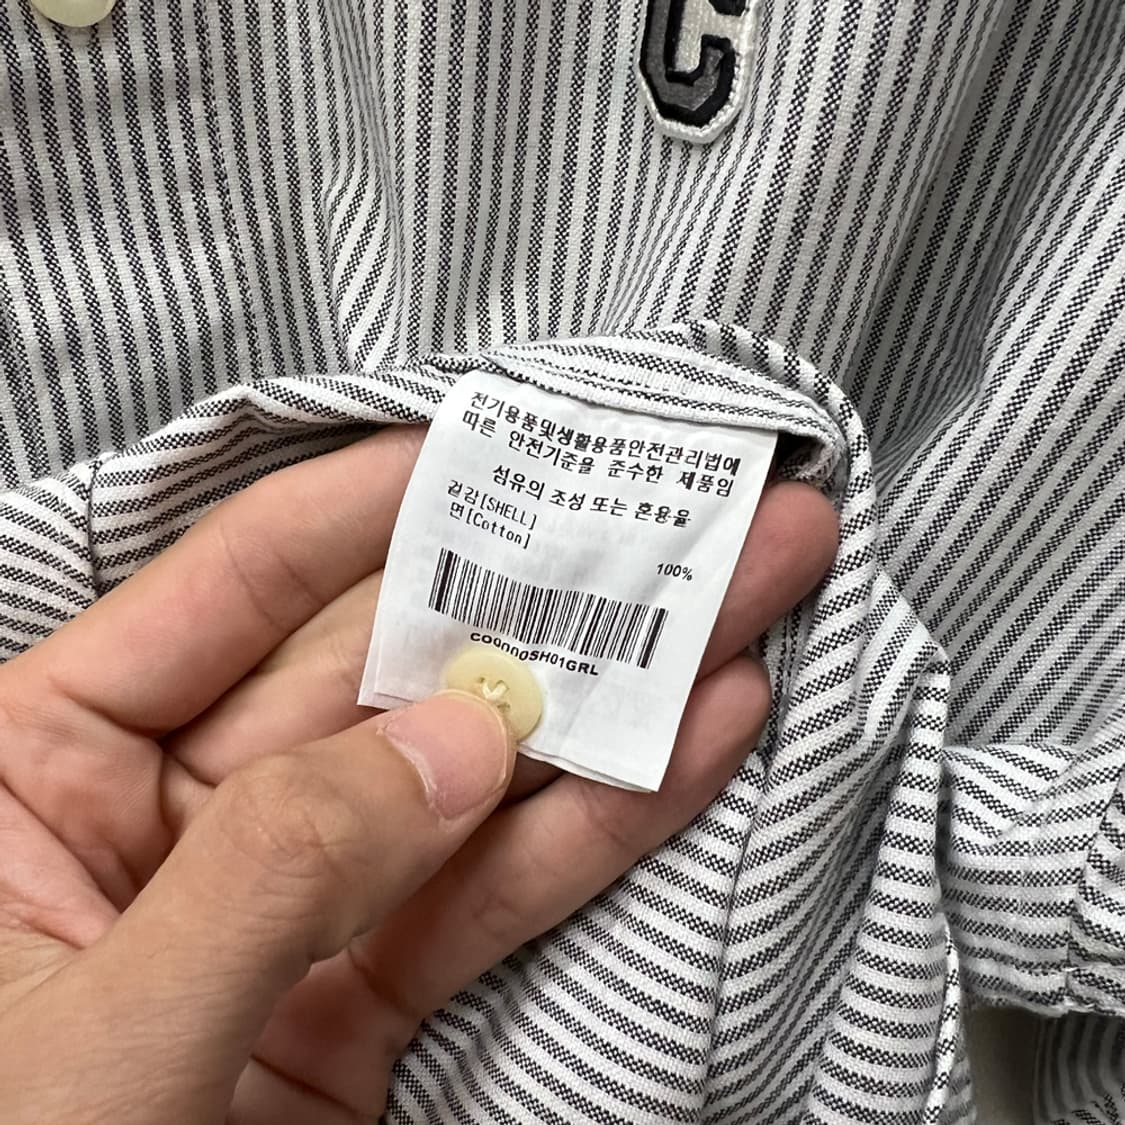 C
전기용품및생활용품안전관리법에
따른 안전기준을 준수한 제품임
섬유의 조성 또는 혼용율
겉감[SHELL]
면[Cotton]
100%
CO0000SH01GRL